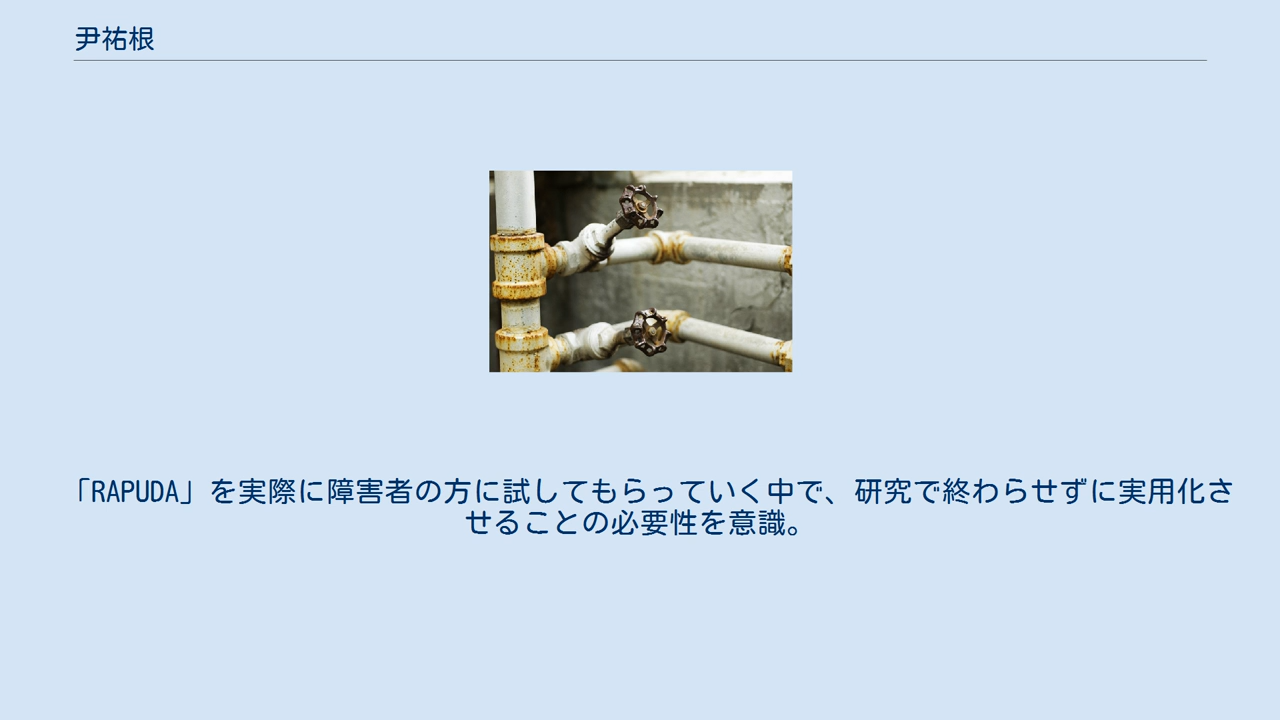 尹祐根
「RAPUDA」を実際に障害者の方に試してもらっていく中で、研究で終わらせずに実用化さ
せることの必要性を意識。